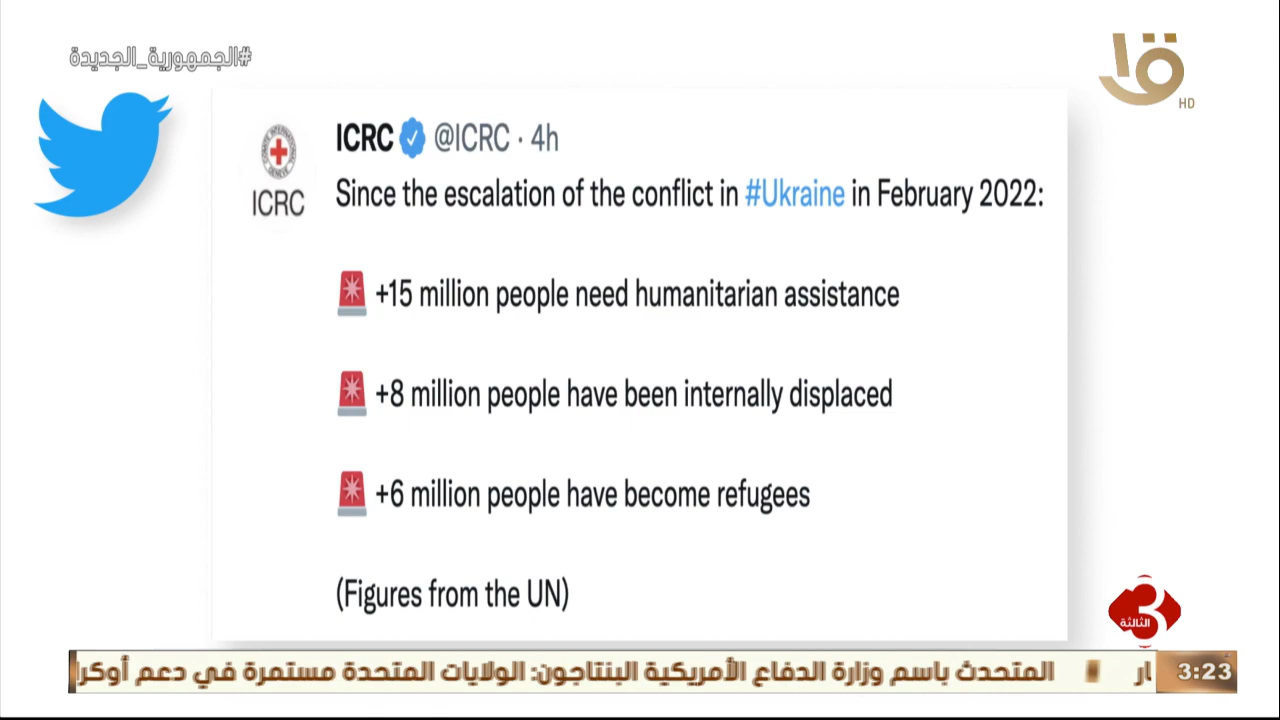 #الجمهورية_الجديدة
HD
ICRC @ICRC · 4h
ICRC
Since the escalation of the conflict in #Ukraine in February 2022:
+15 million people need humanitarian assistance
+8 million people have been internally displaced
+6 million people have become refugees
(Figures from the UN)
3
الثالثة
المتحدث باسم وزارة الدفاع الأمريكية البنتاجون: الولايات المتحدة مستمرة في دعم أوكرا
3:23